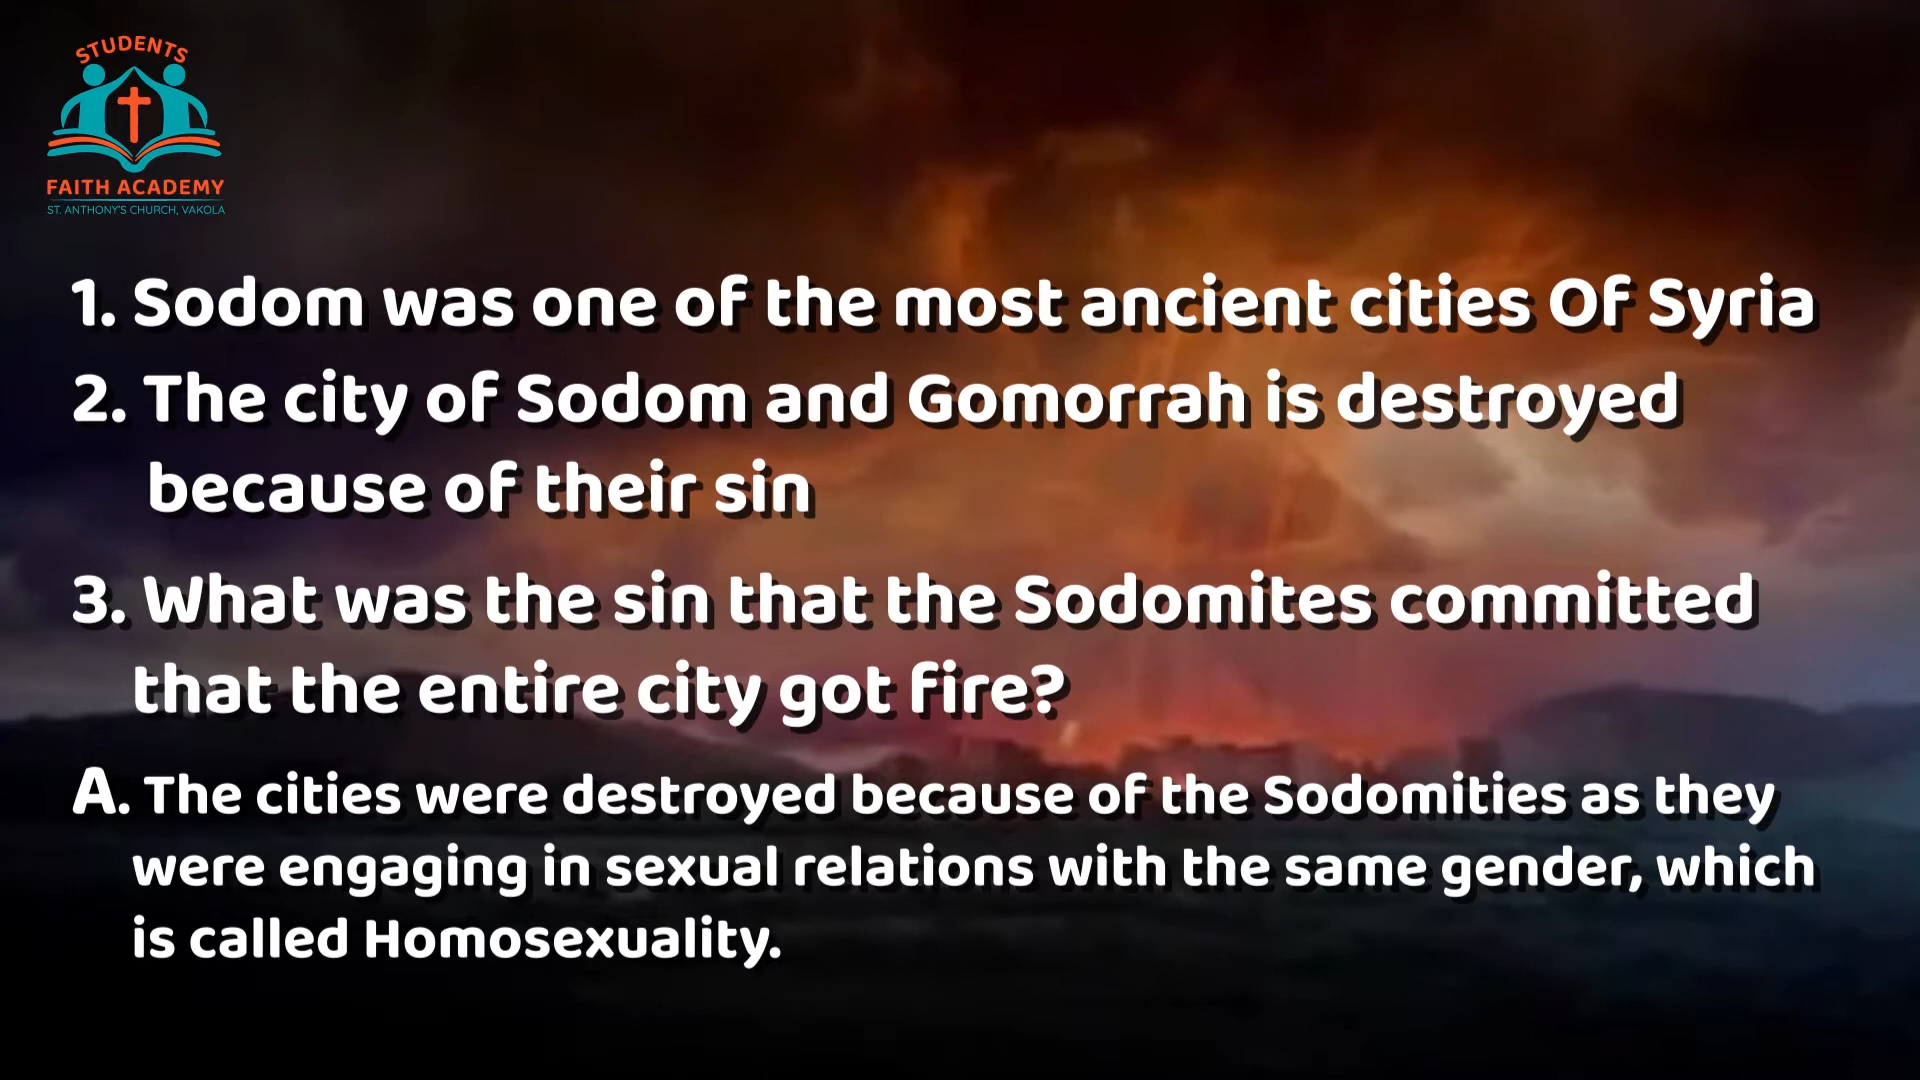 STUDENTS
FAITH ACADEMY
ST. ANTHONY'S CHURCH, VAKOLA
1. Sodom was one of the most ancient cities Of Syria
2. The city of Sodom and Gomorrah is destroyed
because of their sin
3. What was the sin that the Sodomites committed
that the entire city got fire?
A. The cities were destroyed because of the Sodomities as they
were engaging in sexual relations with the same gender, which
is called Homosexuality.